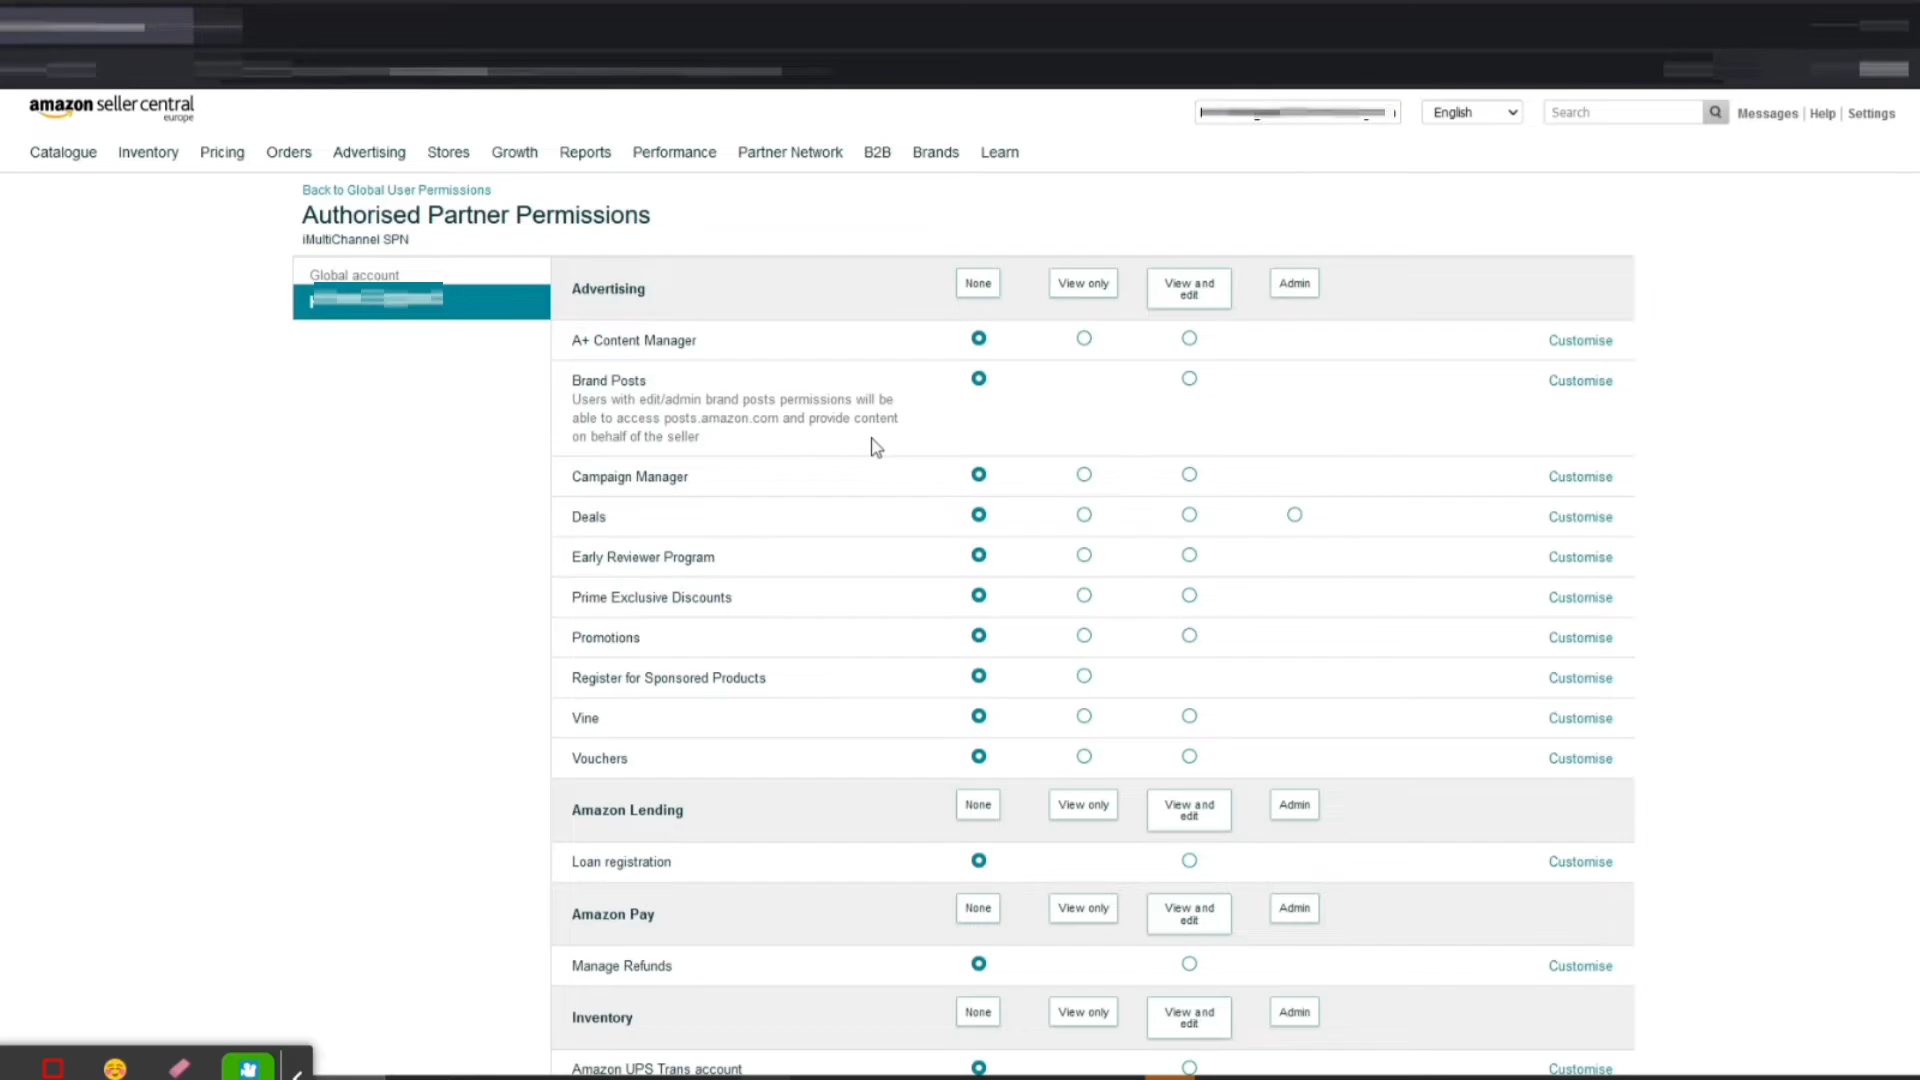 amazon seller central
europe
English
Search
Messages | Help | Settings
Catalogue Inventory Pricing Orders Advertising Stores Growth Reports Performance Partner Network B2B Brands Learn
Back to Global User Permissions
Authorised Partner Permissions
iMultiChannel SPN
Global account
Advertising None View only View and edit Admin
A+ Content Manager Customise
Brand Posts Customise
Users with edit/admin brand posts permissions will be
able to access posts.amazon.com and provide content
on behalf of the seller
Campaign Manager Customise
Deals Customise
Early Reviewer Program Customise
Prime Exclusive Discounts Customise
Promotions Customise
Register for Sponsored Products Customise
Vine Customise
Vouchers Customise
Amazon Lending None View only View and edit Admin
Loan registration Customise
Amazon Pay None View only View and edit Admin
Manage Refunds Customise
Inventory None View only View and edit Admin
Amazon UPS Trans account Customise